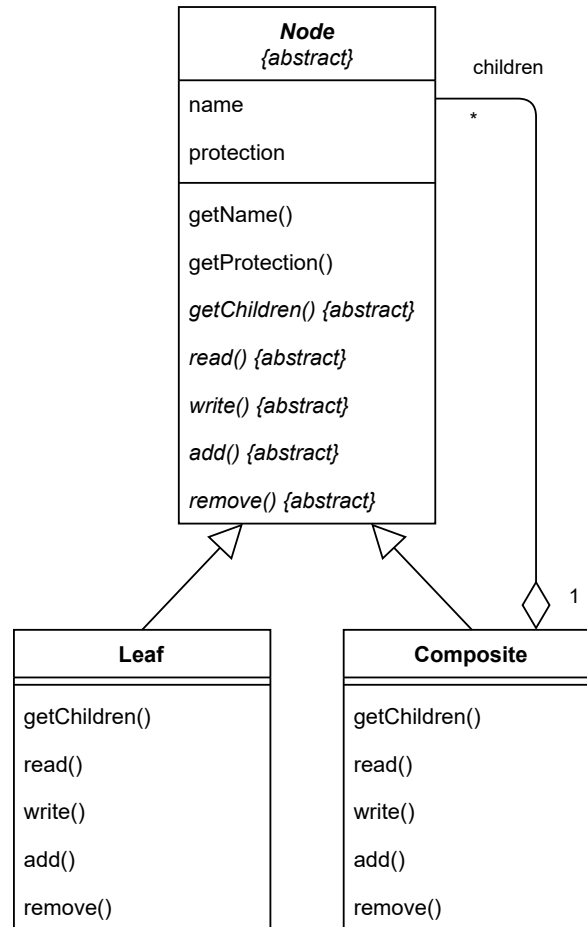 Node
{abstract}
children
name
*
protection
getName()
getProtection()
getChildren() {abstract}
read() {abstract}
write() {abstract}
add() {abstract}
remove() {abstract}
1
Leaf
getChildren()
read()
write()
add()
remove()
Composite
getChildren()
read()
write()
add()
remove()